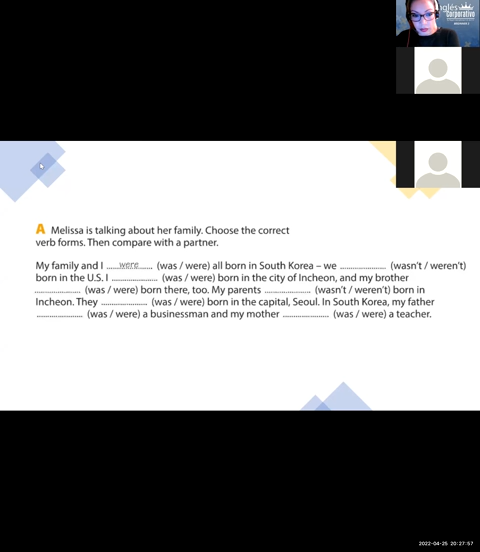 Inglés
Corporativo
A Melissa is talking about her family. Choose the correct
verb forms. Then compare with a partner.
My family and I ......were...... (was / were) all born in South Korea – we ...................... (wasn't / weren't)
born in the U.S. I ...................... (was / were) born in the city of Incheon, and my brother
...................... (was / were) born there, too. My parents ...................... (wasn't / weren't) born in
Incheon. They ...................... (was / were) born in the capital, Seoul. In South Korea, my father
...................... (was / were) a businessman and my mother ...................... (was / were) a teacher.
2022-04-25 20:27:57